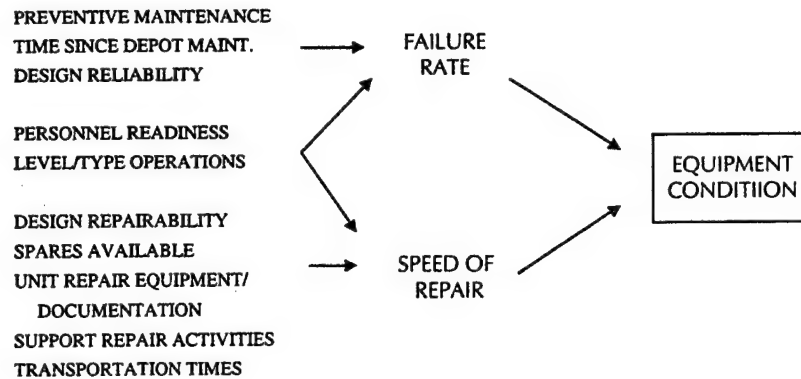 PREVENTIVE MAINTENANCE
TIME SINCE DEPOT MAINT.
DESIGN RELIABILITY
PERSONNEL READINESS
LEVEL/TYPE OPERATIONS
DESIGN REPAIRABILITY
SPARES AVAILABLE
UNIT REPAIR EQUIPMENT/
DOCUMENTATION
SUPPORT REPAIR ACTIVITIES
TRANSPORTATION TIMES
FAILURE
RATE
SPEED OF
REPAIR
EQUIPMENT
CONDITIION